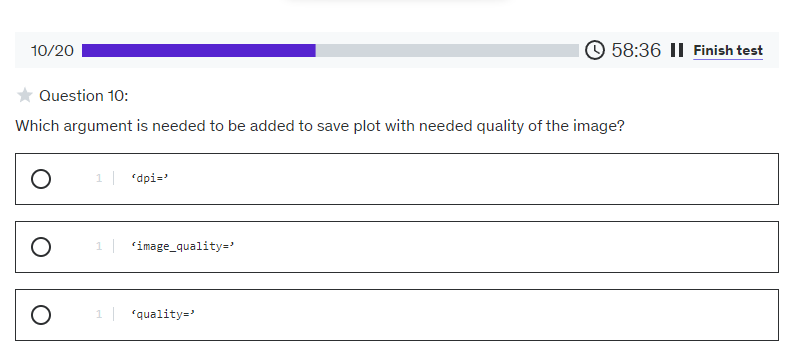 10/20 58:36 Finish test
Question 10:
Which argument is needed to be added to save plot with needed quality of the image?
1 ‘dpi=’
1 ‘image_quality=’
1 ‘quality=’